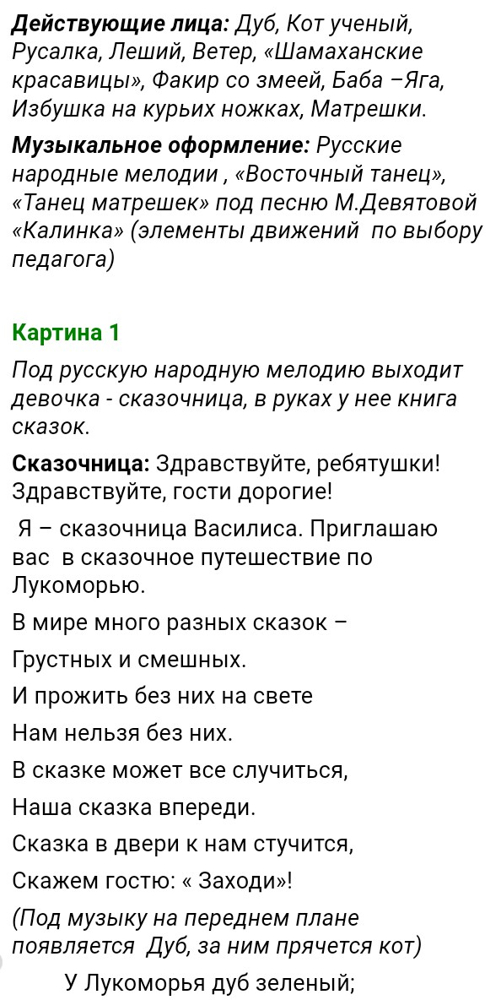 Действующие лица: Дуб, Кот ученый,
Русалка, Леший, Ветер, «Шамаханские
красавицы», Факир со змеей, Баба –Яга,
Избушка на курьих ножках, Матрешки.
Музыкальное оформление: Русские
народные мелодии , «Восточный танец»,
«Танец матрешек» под песню М.Девятовой
«Калинка» (элементы движений  по выбору
педагога)
Картина 1
Под русскую народную мелодию выходит
девочка - сказочница, в руках у нее книга
сказок.
Сказочница: Здравствуйте, ребятушки!
Здравствуйте, гости дорогие!
Я – сказочница Василиса. Приглашаю
вас  в сказочное путешествие по
Лукоморью.
В мире много разных сказок –
Грустных и смешных.
И прожить без них на свете
Нам нельзя без них.
В сказке может все случиться,
Наша сказка впереди.
Сказка в двери к нам стучится,
Скажем гостю: « Заходи»!
(Под музыку на переднем плане
появляется  Дуб, за ним прячется кот)
У Лукоморья дуб зеленый;